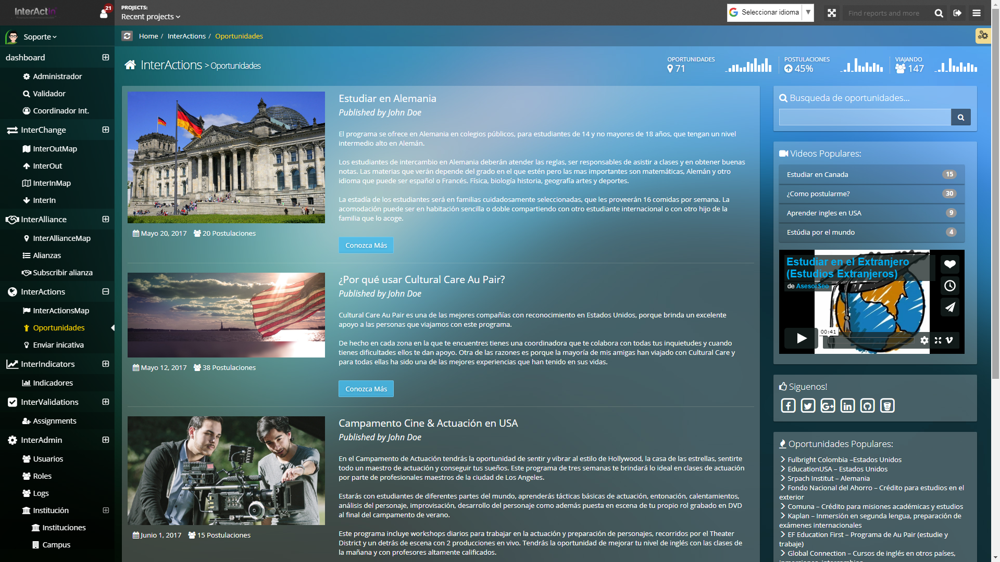 InterActin
21
PROJECTS:
Recent projects
Seleccionar idioma
▼
Find reports and more
Soporte
Home / InterActions / Oportunidades
dashboard
Administrador
Validador
Coordinador Int.
InterChange
InterOutMap
InterOut
InterInMap
InterIn
InterAlliance
InterAllianceMap
Alianzas
Subscribir alianza
InterActions
InterActionsMap
Oportunidades
Enviar inicativa
InterIndicators
Indicadores
InterValidations
Assignments
InterAdmin
Usuarios
Roles
Logs
Institución
Instituciones
Campus
InterActions > Oportunidades
OPORTUNIDADES
71
POSTULACIONES
45%
VIAJANDO
147
Estudiar en Alemania
Published by John Doe
El programa se ofrece en Alemania en colegios públicos, para estudiantes de 14 y no mayores de 18 años, que tengan un nivel
intermedio alto en Alemán.
Los estudiantes de intercambio en Alemania deberán atender las reglas, ser responsables de asistir a clases y en obtener buenas
notas. Las materias que verán depende del grado en el que estén pero las mas importantes son matemáticas, Alemán y otro
idioma que puede ser español o Francés. Física, biología historia, geografía artes y deportes.
La estadía de los estudiantes será en familias cuidadosamente seleccionadas, que les proveerán 16 comidas por semana. La
acomodación puede ser en habitación sencilla o doble compartiendo con otro estudiante internacional o con otro hijo de la
familia que lo acoge.
Mayo 20, 2017 20 Postulaciones
Conozca Más
¿Por qué usar Cultural Care Au Pair?
Published by John Doe
Cultural Care Au Pair es una de las mejores compañías con reconocimiento en Estados Unidos, porque brinda un excelente
apoyo a las personas que viajamos con este programa.
De hecho en cada zona en la que te encuentres tienes una coordinadora que te colabora con todas tus inquietudes y cuando
tienes dificultades ellos te dan apoyo. Otra de las razones es porque la mayoría de mis amigas han viajado con Cultural Care y
para todas ellas ha sido una de las mejores experiencias que han tenido en sus vidas.
Mayo 12, 2017 38 Postulaciones
Conozca Más
Campamento Cine & Actuación en USA
Published by John Doe
En el Campamento de Actuación tendrás la oportunidad de sentir y vibrar al estilo de Hollywood, la casa de las estrellas, sentirte
todo un maestro de actuación y conseguir tus sueños. Este programa de tres semanas te brindará lo ideal en clases de actuación
por parte de profesionales maestros de la ciudad de Los Angeles.
Estarás con estudiantes de diferentes partes del mundo, aprenderás tácticas básicas de actuación, entonación, calentamientos,
análisis del personaje, improvisación, desarrollo del personaje como además puesta en escena de tu propio rol grabado en DVD
al final del campamento de verano.
Este programa incluye workshops diarios para trabajar en la actuación y preparación de personajes, recorridos por el Theater
District y un detrás de escena con 2 producciones en vivo. Tendrás la oportunidad de mejorar tu nivel de inglés con las clases de
la mañana y con profesores altamente calificados.
Junio 1, 2017 15 Postulaciones
Busqueda de oportunidades...
Videos Populares:
Estudiar en Canada 15
¿Como postularme? 30
Aprender ingles en USA 9
Estúdia por el mundo 4
Estudiar en el Extranjero
(Estudios Extranjeros)
de AsesorSeo
00:41
Siguenos!
Oportunidades Populares:
Fulbright Colombia –Estados Unidos
EducationUSA – Estados Unidos
Srpach Institut – Alemania
Fondo Nacional del Ahorro – Crédito para estudios en el
exterior
Comuna – Crédito para misiones académicas y estudios
Kaplan – Inmersión en segunda lengua, preparación de
exámenes internacionales
EF Education First – Programa de Au Pair (estudie y
trabaje)
Global Connection – Cursos de inglés en otros países,